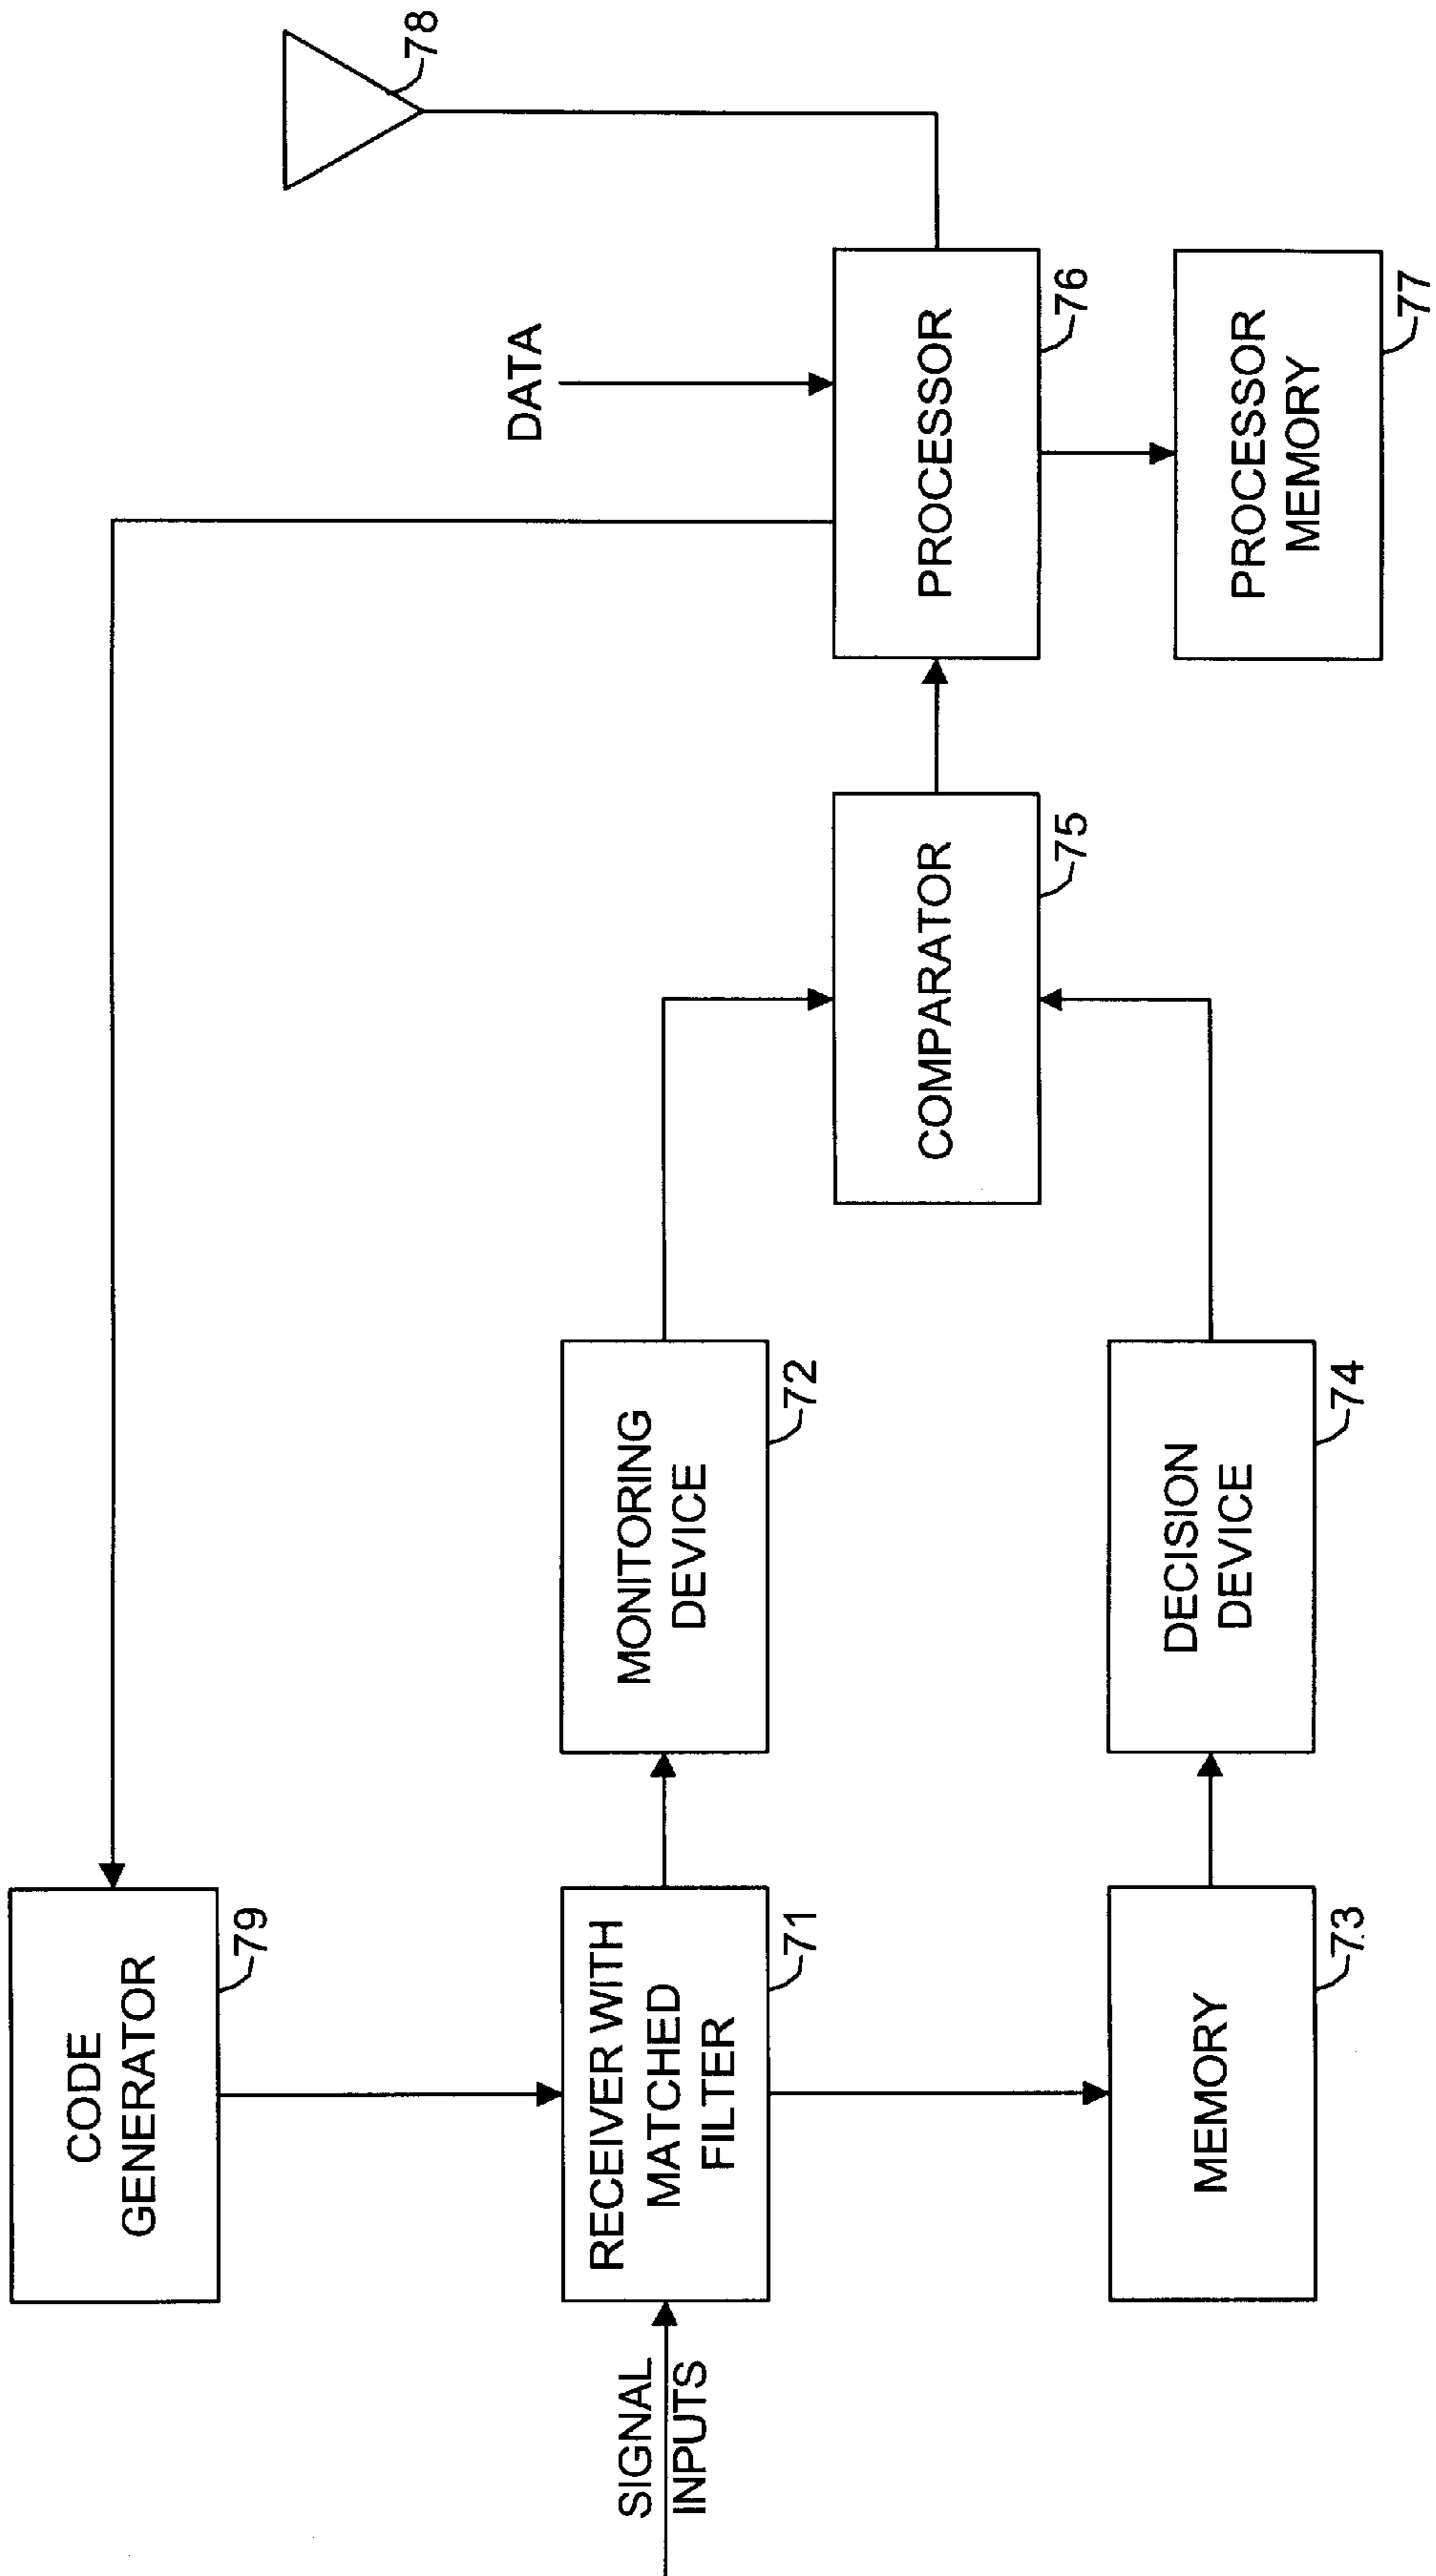 CODE
GENERATOR
79
78
SIGNAL
INPUTS
RECEIVER WITH
MATCHED
FILTER
71
MONITORING
DEVICE
72
DATA
COMPARATOR
75
PROCESSOR
76
MEMORY
73
DECISION
DEVICE
74
PROCESSOR
MEMORY
77